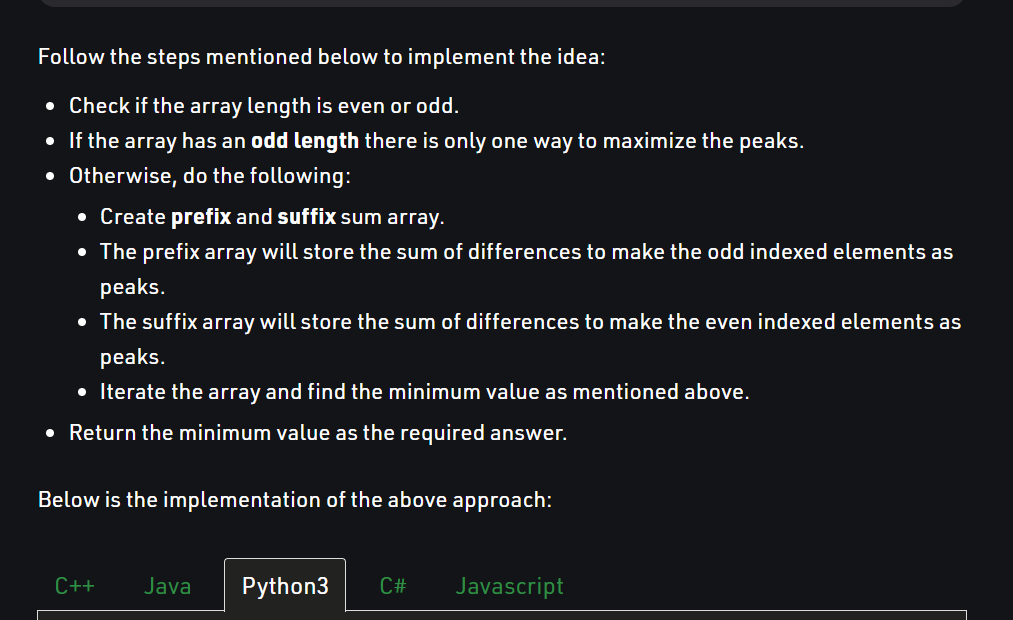 Follow the steps mentioned below to implement the idea:
Check if the array length is even or odd.
If the array has an odd length there is only one way to maximize the peaks.
Otherwise, do the following:
Create prefix and suffix sum array.
The prefix array will store the sum of differences to make the odd indexed elements as
peaks.
The suffix array will store the sum of differences to make the even indexed elements as
peaks.
Iterate the array and find the minimum value as mentioned above.
Return the minimum value as the required answer.
Below is the implementation of the above approach:
C++ Java Python3 C# Javascript